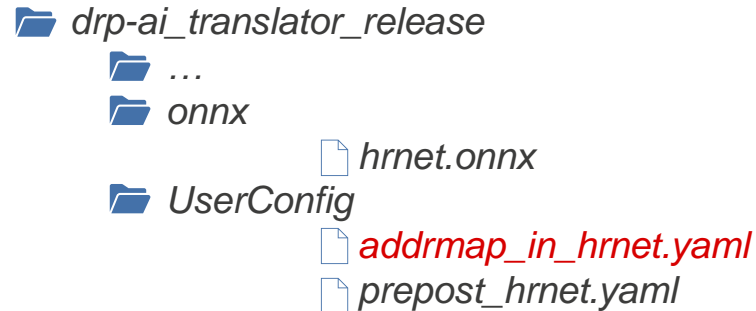 drp-ai_translator_release
…
onnx
hrnet.onnx
UserConfig
addrmap_in_hrnet.yaml
prepost_hrnet.yaml